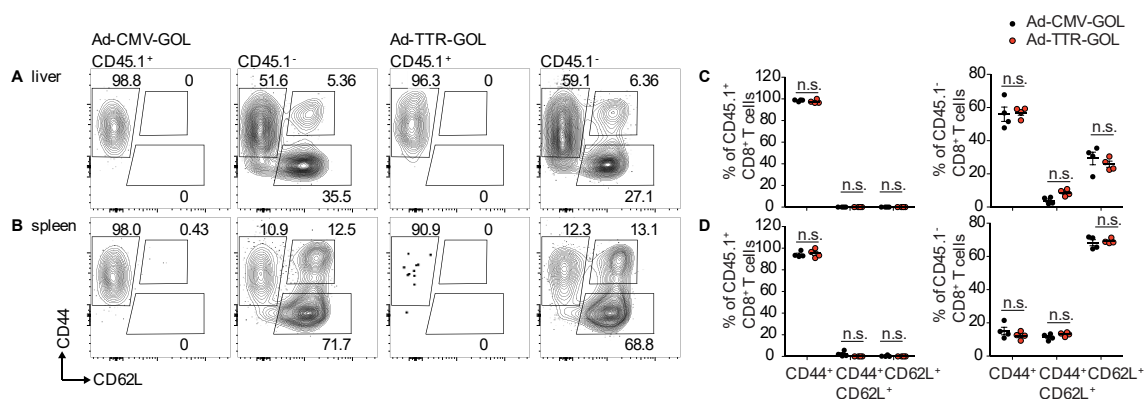 Ad-CMV-GOL
Ad-TTR-GOL
Ad-CMV-GOL Ad-TTR-GOL
CD45.1⁺ CD45.1⁻ CD45.1⁺ CD45.1⁻
A liver
98.8 0 51.6 5.36 96.3 0 59.1 6.36
0 35.5 0 27.1
B spleen
98.0 0.43 10.9 12.5 90.9 0 12.3 13.1
0 71.7 0 68.8
CD44
CD62L
C
% of CD45.1⁺
CD8⁺ T cells
120
100
80
60
40
20
0
n.s.
n.s. n.s.
% of CD45.1⁻
CD8⁺ T cells
80
60
40
20
0
n.s.
n.s.
n.s.
D
% of CD45.1⁺
CD8⁺ T cells
120
100
80
60
40
20
0
n.s.
n.s. n.s.
CD44⁺ CD44⁺ CD62L⁺
CD62L⁺
% of CD45.1⁻
CD8⁺ T cells
80
60
40
20
0
n.s.
n.s.
n.s.
CD44⁺ CD44⁺ CD62L⁺
CD62L⁺